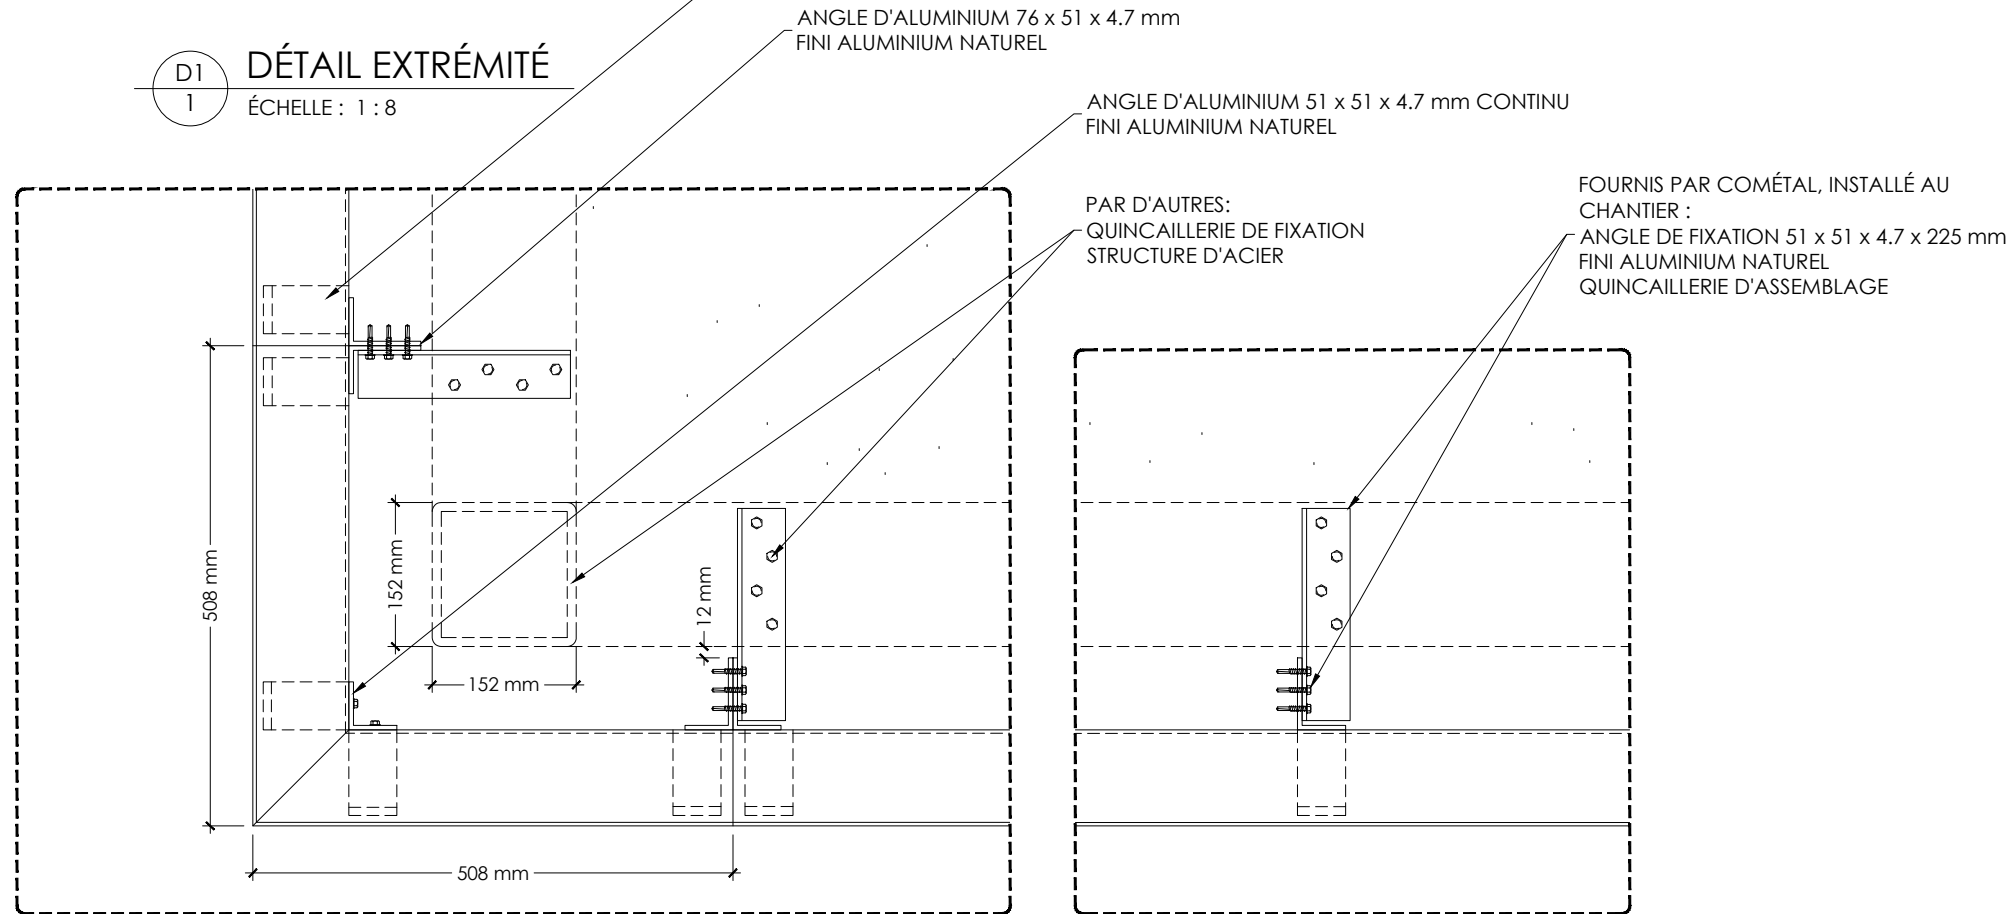 ANGLE D'ALUMINIUM 76 x 51 x 4.7 mm
FINI ALUMINIUM NATUREL
D1
1
DÉTAIL EXTRÉMITÉ
ÉCHELLE : 1 : 8
ANGLE D'ALUMINIUM 51 x 51 x 4.7 mm CONTINU
FINI ALUMINIUM NATUREL
PAR D'AUTRES:
QUINCAILLERIE DE FIXATION
STRUCTURE D'ACIER
FOURNIS PAR COMÉTAL, INSTALLÉ AU
CHANTIER :
ANGLE DE FIXATION 51 x 51 x 4.7 x 225 mm
FINI ALUMINIUM NATUREL
QUINCAILLERIE D'ASSEMBLAGE
508 mm
152 mm
12 mm
152 mm
508 mm